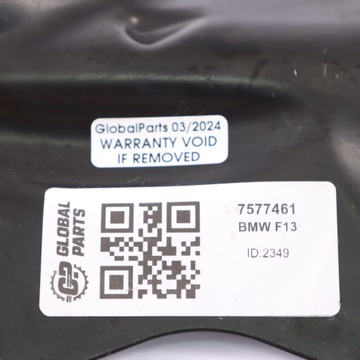 GlobalParts 03/2024
WARRANTY VOID
IF REMOVED
GLOBAL
PARTS
7577461
BMW F13
ID:2349